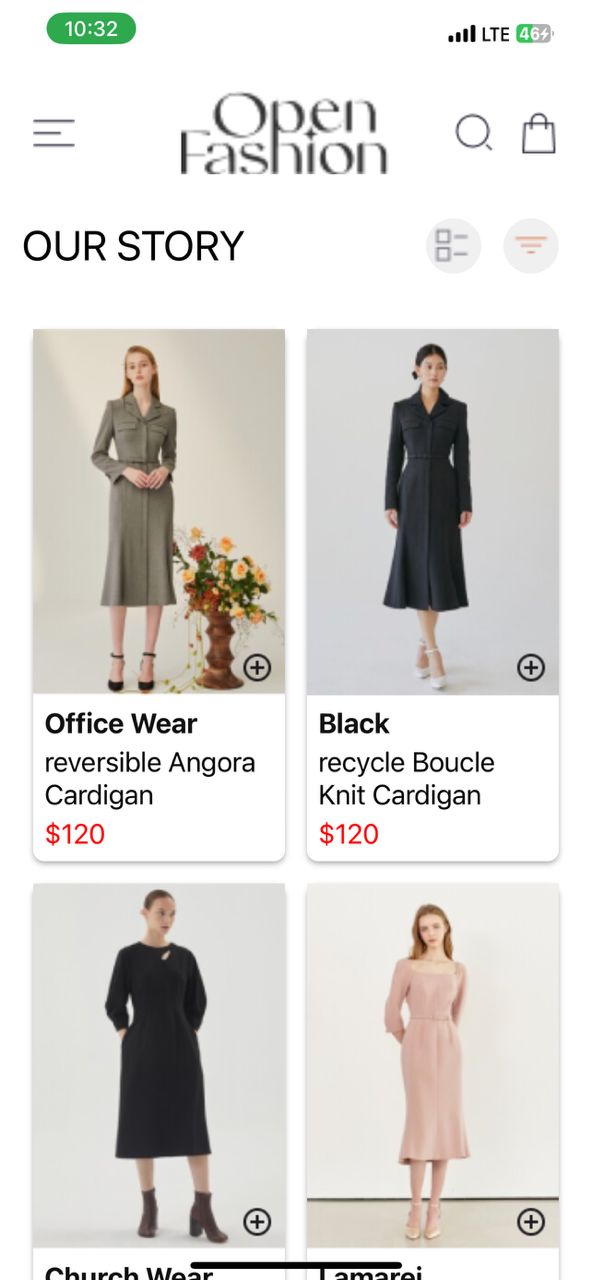 10:32
LTE 46
Open
Fashion
OUR STORY
Office Wear
reversible Angora
Cardigan
$120
Black
recycle Boucle
Knit Cardigan
$120
Church Wear
Lamarei